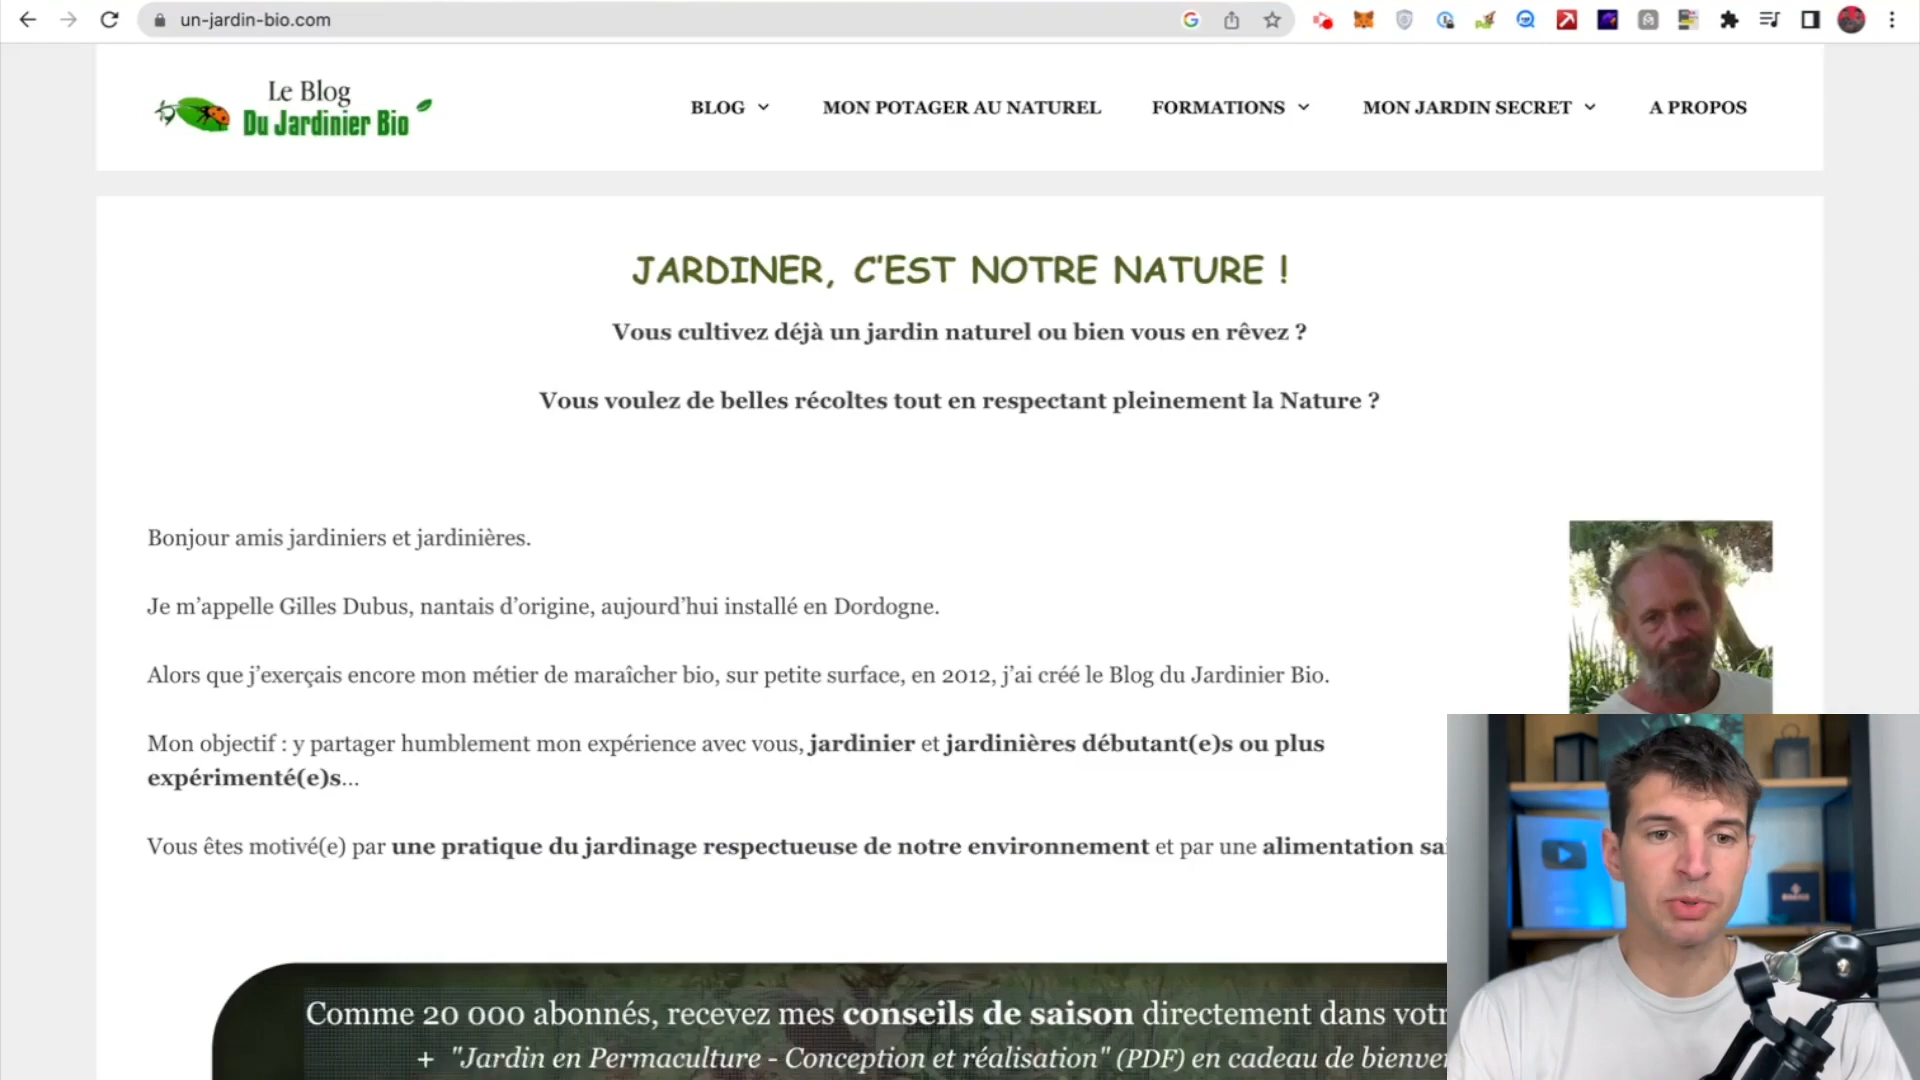 un-jardin-bio.com
Le Blog
Du Jardinier Bio
BLOG
MON POTAGER AU NATUREL
FORMATIONS
MON JARDIN SECRET
A PROPOS
JARDINER, C'EST NOTRE NATURE !
Vous cultivez déjà un jardin naturel ou bien vous en rêvez ?
Vous voulez de belles récoltes tout en respectant pleinement la Nature ?
Bonjour amis jardiniers et jardinières.
Je m'appelle Gilles Dubus, nantais d'origine, aujourd'hui installé en Dordogne.
Alors que j'exerçais encore mon métier de maraîcher bio, sur petite surface, en 2012, j'ai créé le Blog du Jardinier Bio.
Mon objectif : y partager humblement mon expérience avec vous, jardinier et jardinières débutant(e)s ou plus
expérimenté(e)s...
Vous êtes motivé(e) par une pratique du jardinage respectueuse de notre environnement et par une alimentation sai
Comme 20 000 abonnés, recevez mes conseils de saison directement dans votr
+ "Jardin en Permaculture - Conception et réalisation" (PDF) en cadeau de bienve